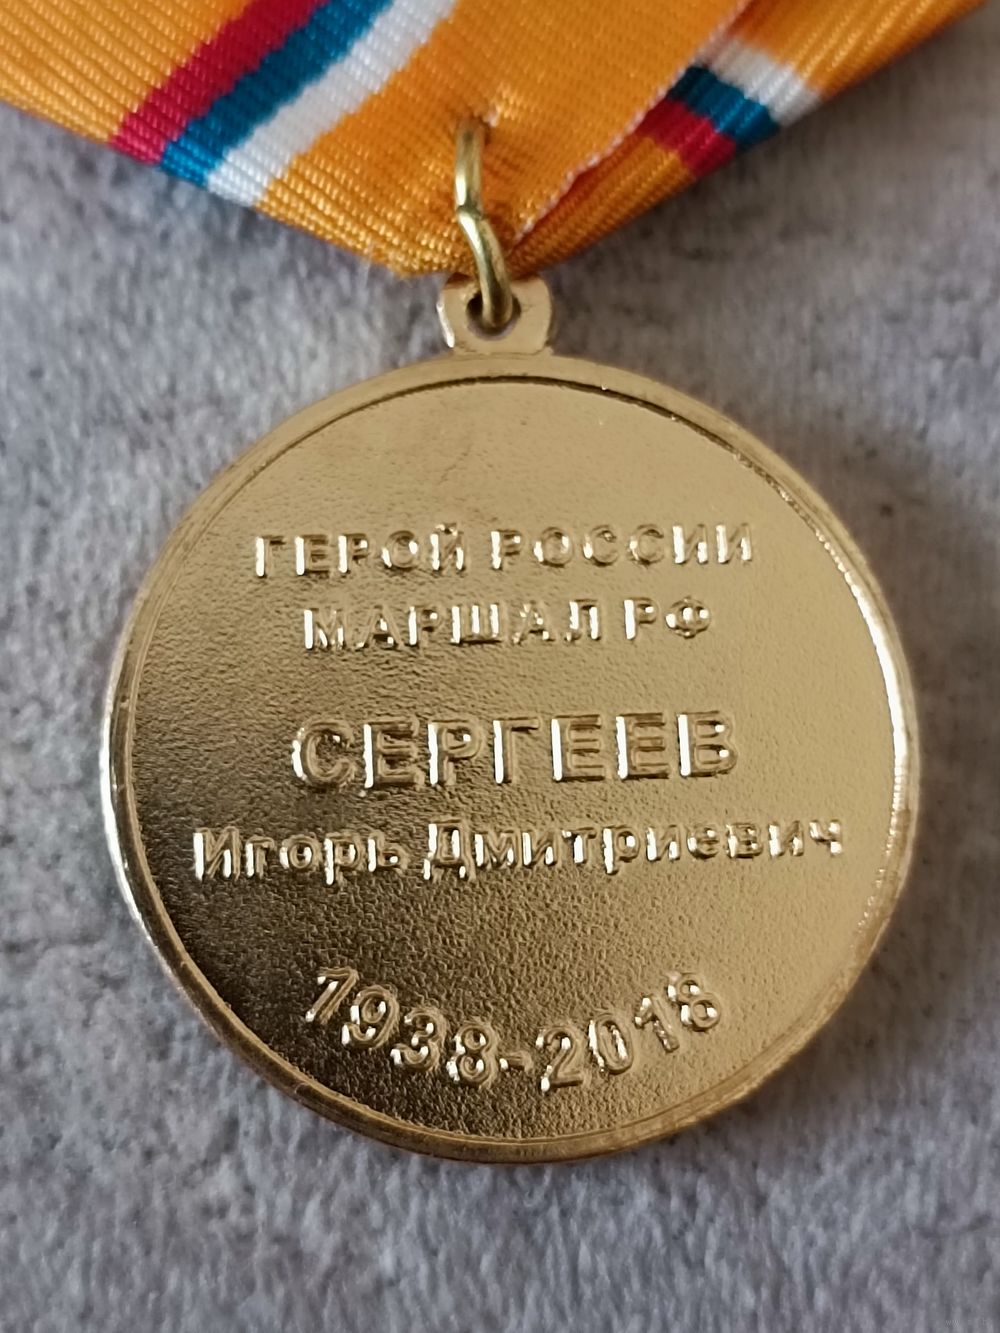 ГЕРОЙ РОССИИ
МАРШАЛ РФ
СЕРГЕЕВ
Игорь Дмитриевич
1938-2018